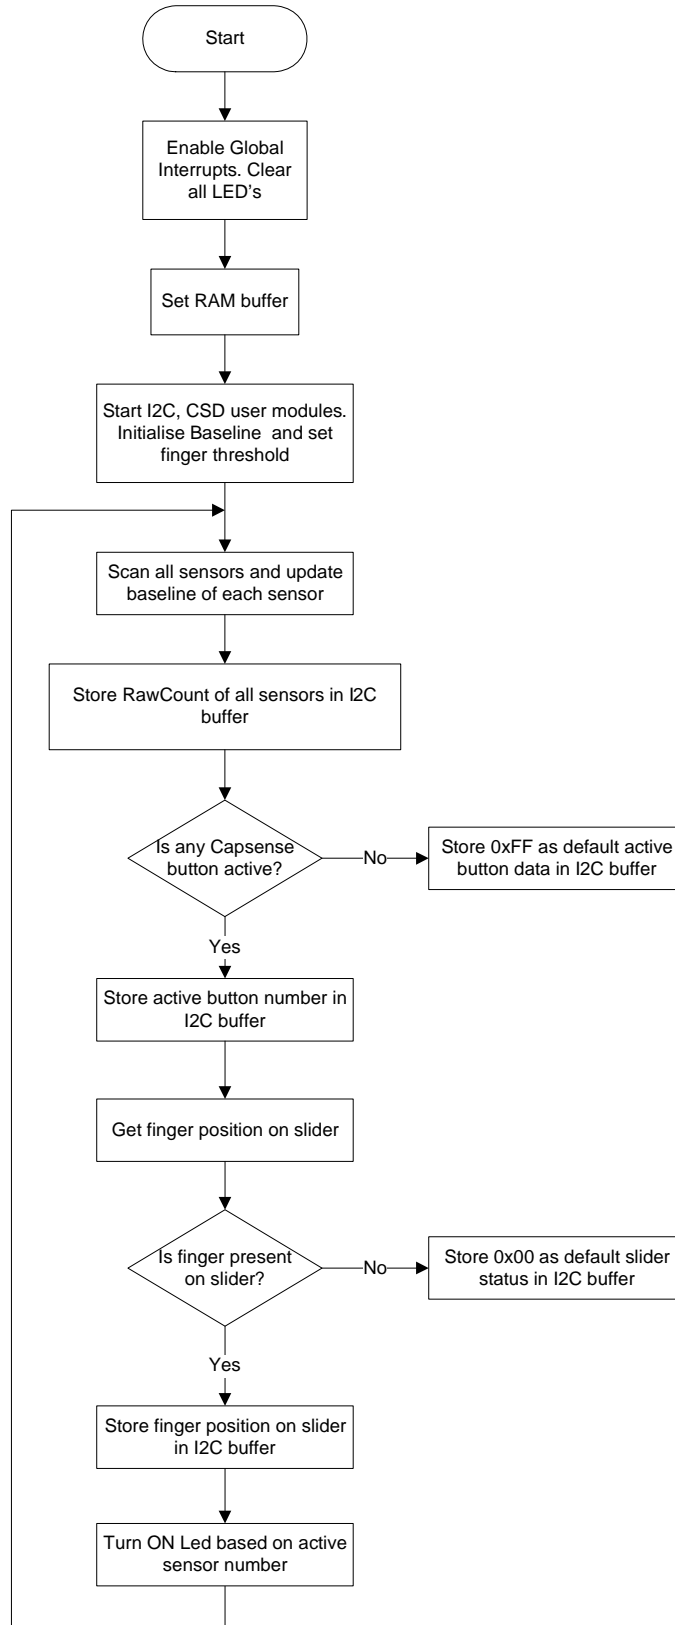 Start
Enable Global
Interrupts. Clear
all LED's
Set RAM buffer
Start I2C, CSD user modules.
Initialise Baseline and set
finger threshold
Scan all sensors and update
baseline of each sensor
Store RawCount of all sensors in I2C
buffer
Is any Capsense
button active?
No
Store 0xFF as default active
button data in I2C buffer
Yes
Store active button number in
I2C buffer
Get finger position on slider
Is finger present
on slider?
No
Store 0x00 as default slider
status in I2C buffer
Yes
Store finger position on slider
in I2C buffer
Turn ON Led based on active
sensor number